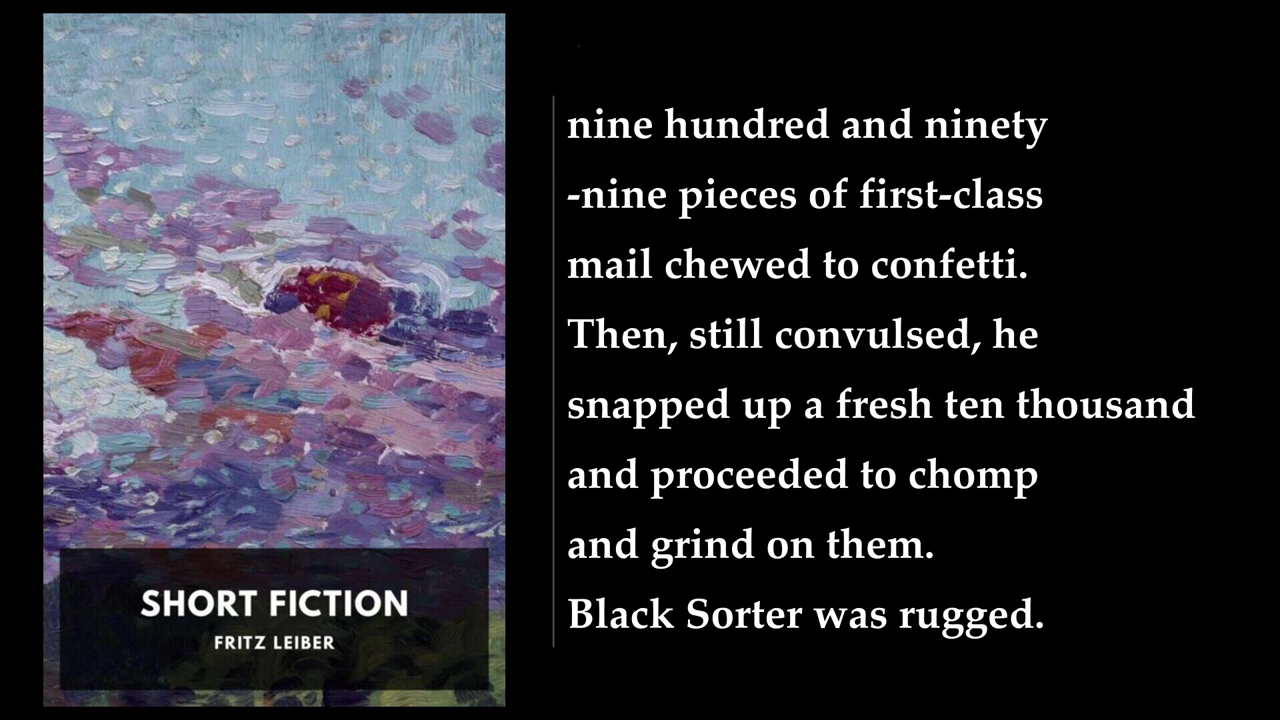 SHORT FICTION
FRITZ LEIBER
nine hundred and ninety
-nine pieces of first-class
mail chewed to confetti.
Then, still convulsed, he
snapped up a fresh ten thousand
and proceeded to chomp
and grind on them.
Black Sorter was rugged.